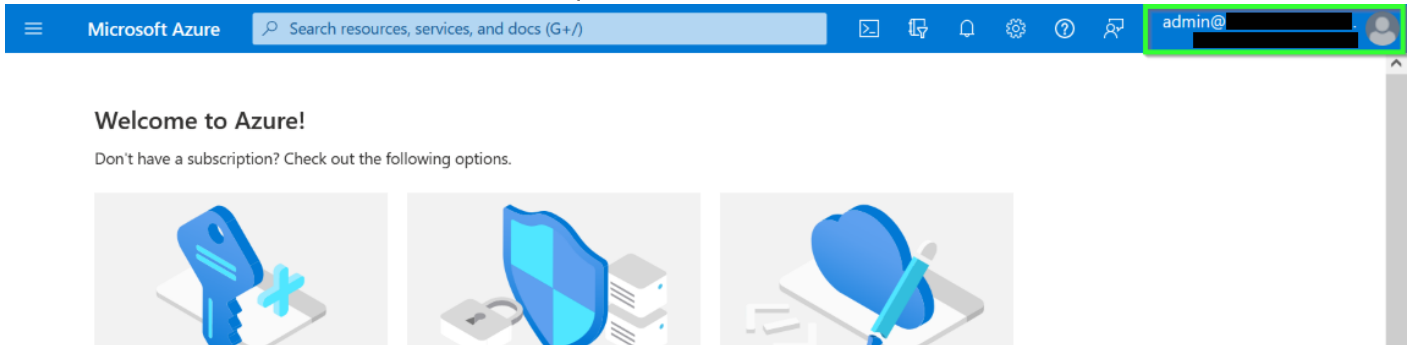 Microsoft Azure
Search resources, services, and docs (G+/)
admin@
Welcome to Azure!
Don't have a subscription? Check out the following options.